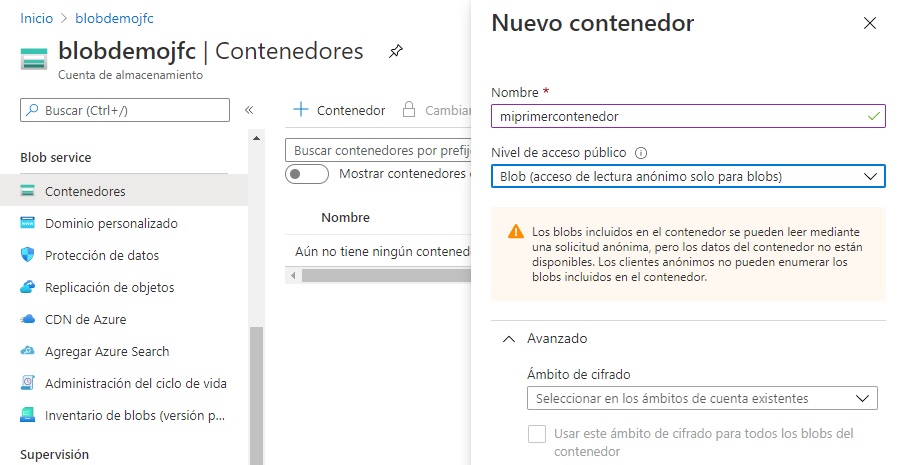 Inicio > blobdemojfc
blobdemojfc | Contenedores
Cuenta de almacenamiento
Buscar (Ctrl+/)
«
Blob service
Contenedores
Dominio personalizado
Protección de datos
Replicación de objetos
CDN de Azure
Agregar Azure Search
Administración del ciclo de vida
Inventario de blobs (versión p...
Supervisión
+ Contenedor
Cambiar
Buscar contenedores por prefijo
Mostrar contenedores
Nombre
Aún no tiene ningún contened
Nuevo contenedor
Nombre *
miprimercontenedor
Nivel de acceso público
Blob (acceso de lectura anónimo solo para blobs)
Los blobs incluidos en el contenedor se pueden leer mediante
una solicitud anónima, pero los datos del contenedor no están
disponibles. Los clientes anónimos no pueden enumerar los
blobs incluidos en el contenedor.
Avanzado
Ámbito de cifrado
Seleccionar en los ámbitos de cuenta existentes
Usar este ámbito de cifrado para todos los blobs del
contenedor